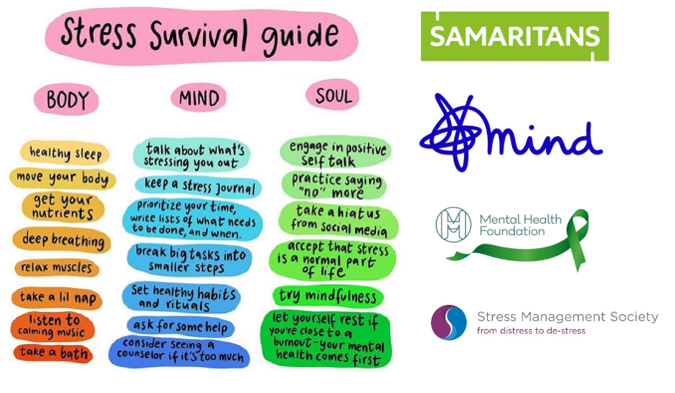 Stress Survival guide
BODY
healthy sleep
move your body
get your
nutrients
deep breathing
relax muscles
take a lil nap
listen to
calming music
take a bath
MIND
talk about what's
stressing you out
keep a stress journal
prioritize your time,
write lists of what needs
to be done, and when.
break big tasks into
smaller steps
set healthy habits
and rituals
ask for some help
consider seeing a
counselor if it's too much
SOUL
engage in positive
self talk
practice saying
"no" more
take a hiatus
from social media
accept that stress
is a normal part
of life
try mindfulness
let yourself rest if
you're close to a
burnout-your mental
health comes first
SAMARITANS
mind
Mental Health
Foundation
Stress Management Society
from distress to de-stress